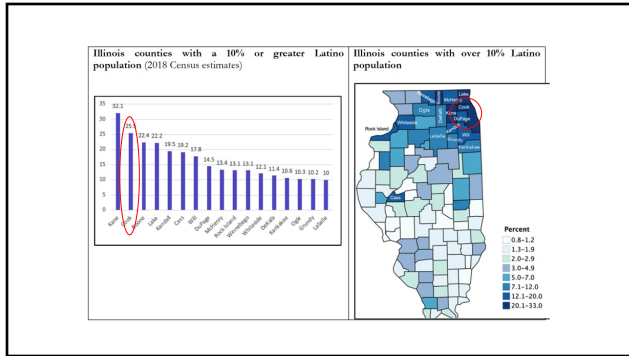 Illinois counties with a 10% or greater Latino
population (2018 Census estimates)
35
32.1
30
25.5
25
22.4
22.2
20
19.5
19.2
17.8
15
14.5
13.4
13.1
13.1
12.1
11.4
10.6
10.3
10.2
10
10
5
0
Kane
Cook
Boone
Lake
Kendall
Cass
Will
DuPage
McHenry
Rock Island
Winnebago
Whiteside
DeKalb
Kankakee
Ogle
Grundy
LaSalle
Illinois counties with over 10% Latino
population
Lake
McHenry
Winnebago
Ogle
Cook
Kane
DuPage
DeKalb
Whiteside
Kendall
Will
Rock Island
LaSalle
Grundy
Kankakee
Cass
Percent
0.8-1.2
1.3-1.9
2.0-2.9
3.0-4.9
5.0-7.0
7.1-12.0
12.1-20.0
20.1-33.0